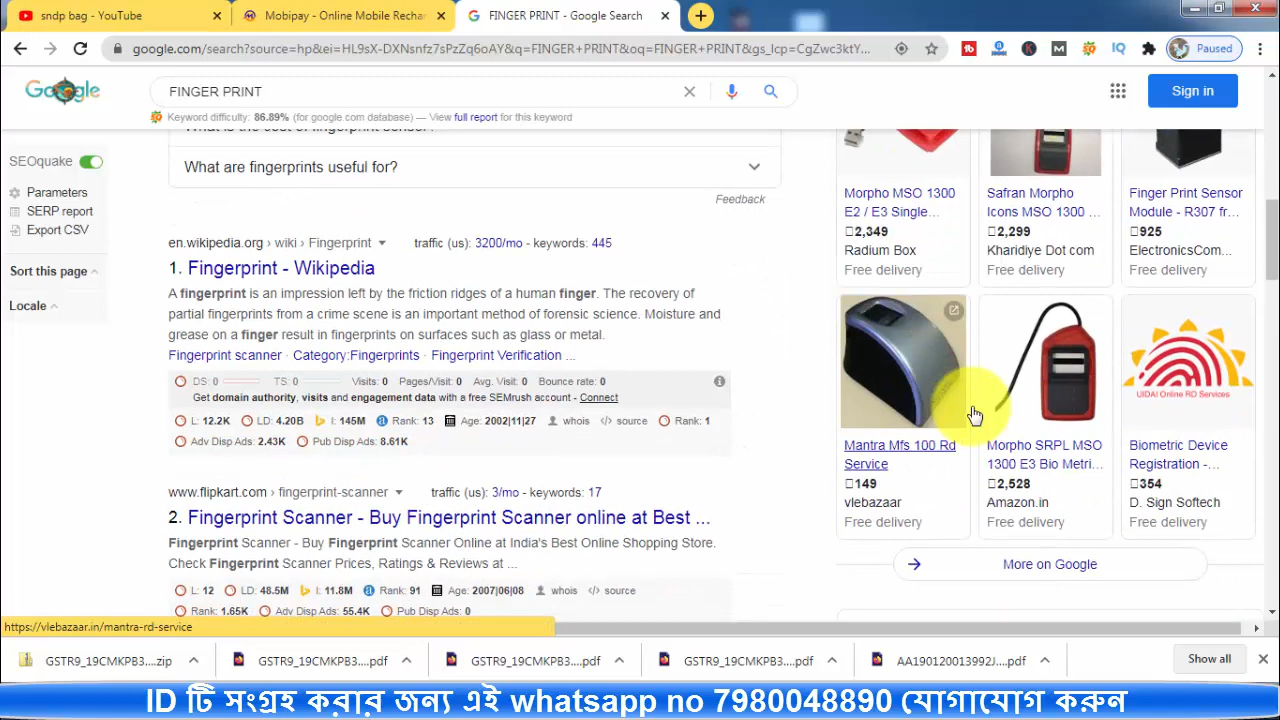 sndp bag - YouTube
Mobipay - Online Mobile Rechar
FINGER PRINT - Google Search
google.com/search?source=hp&ei=HL9sX-DXNsnfz7sPzZq6oAY&q=FINGER+PRINT&oq=FINGER+PRINT&gs_lcp=CgZwc3ktY...
IQ
Paused
Google
FINGER PRINT
Sign in
Keyword difficulty: 86.89% (for google.com database) — View full report for this keyword
SEOquake
Parameters
SERP report
Export CSV
Sort this page
Locale
What is the cost of fingerprint sensor?
What are fingerprints useful for?
Feedback
en.wikipedia.org › wiki › Fingerprint
traffic (us): 3200/mo - keywords: 445
1. Fingerprint - Wikipedia
A fingerprint is an impression left by the friction ridges of a human finger. The recovery of
partial fingerprints from a crime scene is an important method of forensic science. Moisture and
grease on a finger result in fingerprints on surfaces such as glass or metal.
Fingerprint scanner · Category:Fingerprints · Fingerprint Verification ...
DS: 0 TS: 0 Visits: 0 Pages/Visit: 0 Avg. Visit: 0 Bounce rate: 0
Get domain authority, visits and engagement data with a free SEMrush account - Connect
L: 12.2K LD: 4.20B I: 145M Rank: 13 Age: 2002|11|27 whois source Rank: 1
Adv Disp Ads: 2.43K Pub Disp Ads: 8.61K
www.flipkart.com › fingerprint-scanner
traffic (us): 3/mo - keywords: 17
2. Fingerprint Scanner - Buy Fingerprint Scanner online at Best ...
Fingerprint Scanner - Buy Fingerprint Scanner Online at India's Best Online Shopping Store.
Check Fingerprint Scanner Prices, Ratings & Reviews at ...
L: 12 LD: 48.5M I: 11.8M Rank: 91 Age: 2007|06|08 whois source
Rank: 1.65K Adv Disp Ads: 55.4K Pub Disp Ads: 0
Morpho MSO 1300
E2 / E3 Single...
2,349
Radium Box
Free delivery
Safran Morpho
Icons MSO 1300 ...
2,299
Kharidiye Dot com
Free delivery
Finger Print Sensor
Module - R307 fr...
925
ElectronicsCom...
Free delivery
Mantra Mfs 100 Rd
Service
149
vlebazaar
Free delivery
Morpho SRPL MSO
1300 E3 Bio Metri...
2,528
Amazon.in
Free delivery
UIDAI Online RD Services
Biometric Device
Registration -...
354
D. Sign Softech
Free delivery
More on Google
https://vlebazaar.in/mantra-rd-service
GSTR9_19CMKPB3....zip
GSTR9_19CMKPB3....pdf
GSTR9_19CMKPB3....pdf
GSTR9_19CMKPB3....pdf
AA190120013992J....pdf
Show all
ID টি সংগ্রহ করার জন্য এই whatsapp no 7980048890 যোগাযোগ করুন